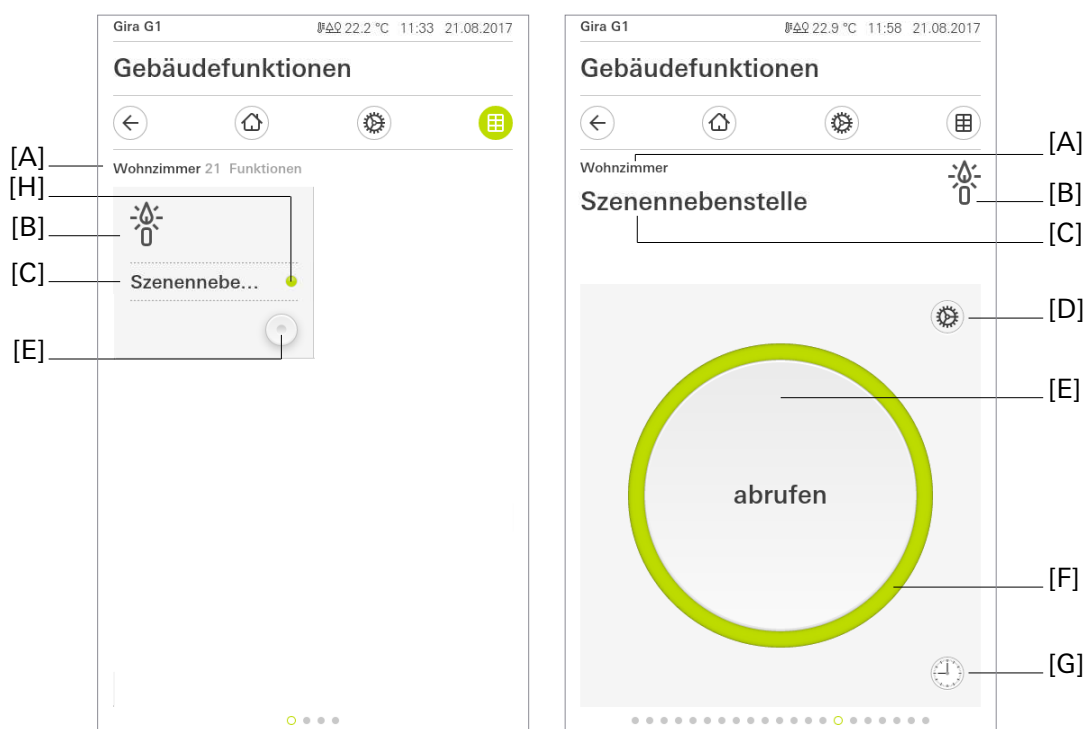 Gira G1 22.2 °C 11:33 21.08.2017
Gebäudefunktionen
[A] Wohnzimmer 21 Funktionen
[H]
[B]
[C] Szenennebe...
[E]
Gira G1 22.9 °C 11:58 21.08.2017
Gebäudefunktionen
[A]
Wohnzimmer
[B]
Szenennebenstelle
[C]
[D]
[E]
abrufen
[F]
[G]